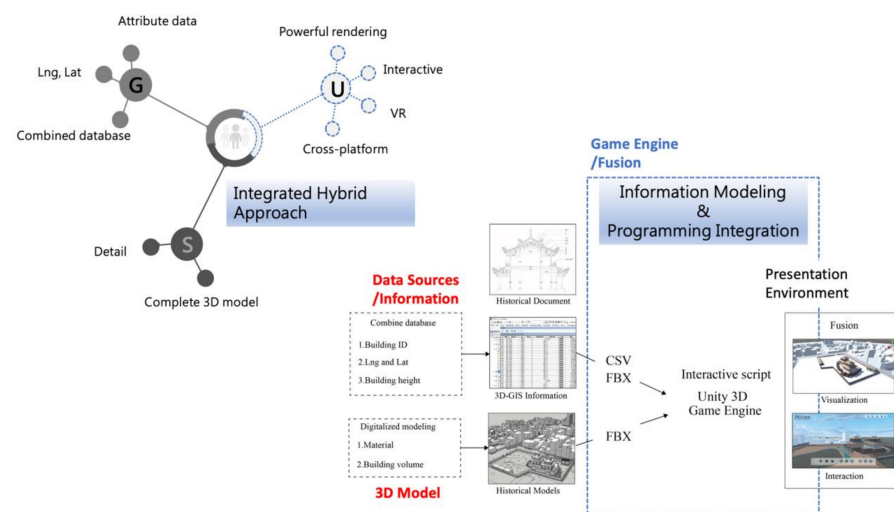 Attribute data
Lng, Lat
G
Combined database
Powerful rendering
Interactive
U
VR
Cross-platform
Integrated Hybrid
Approach
S
Detail
Complete 3D model
Game Engine
/Fusion
Information Modeling
&
Programming Integration
Data Sources
/Information
Historical Document
Combine database
1.Building ID
2.Lng and Lat
3.Building height
3D-GIS Information
CSV
FBX
Digitalized modeling
1.Material
2.Building volume
3D Model
Historical Models
FBX
Interactive script
Unity 3D
Game Engine
Presentation
Environment
Fusion
Visualization
Interaction